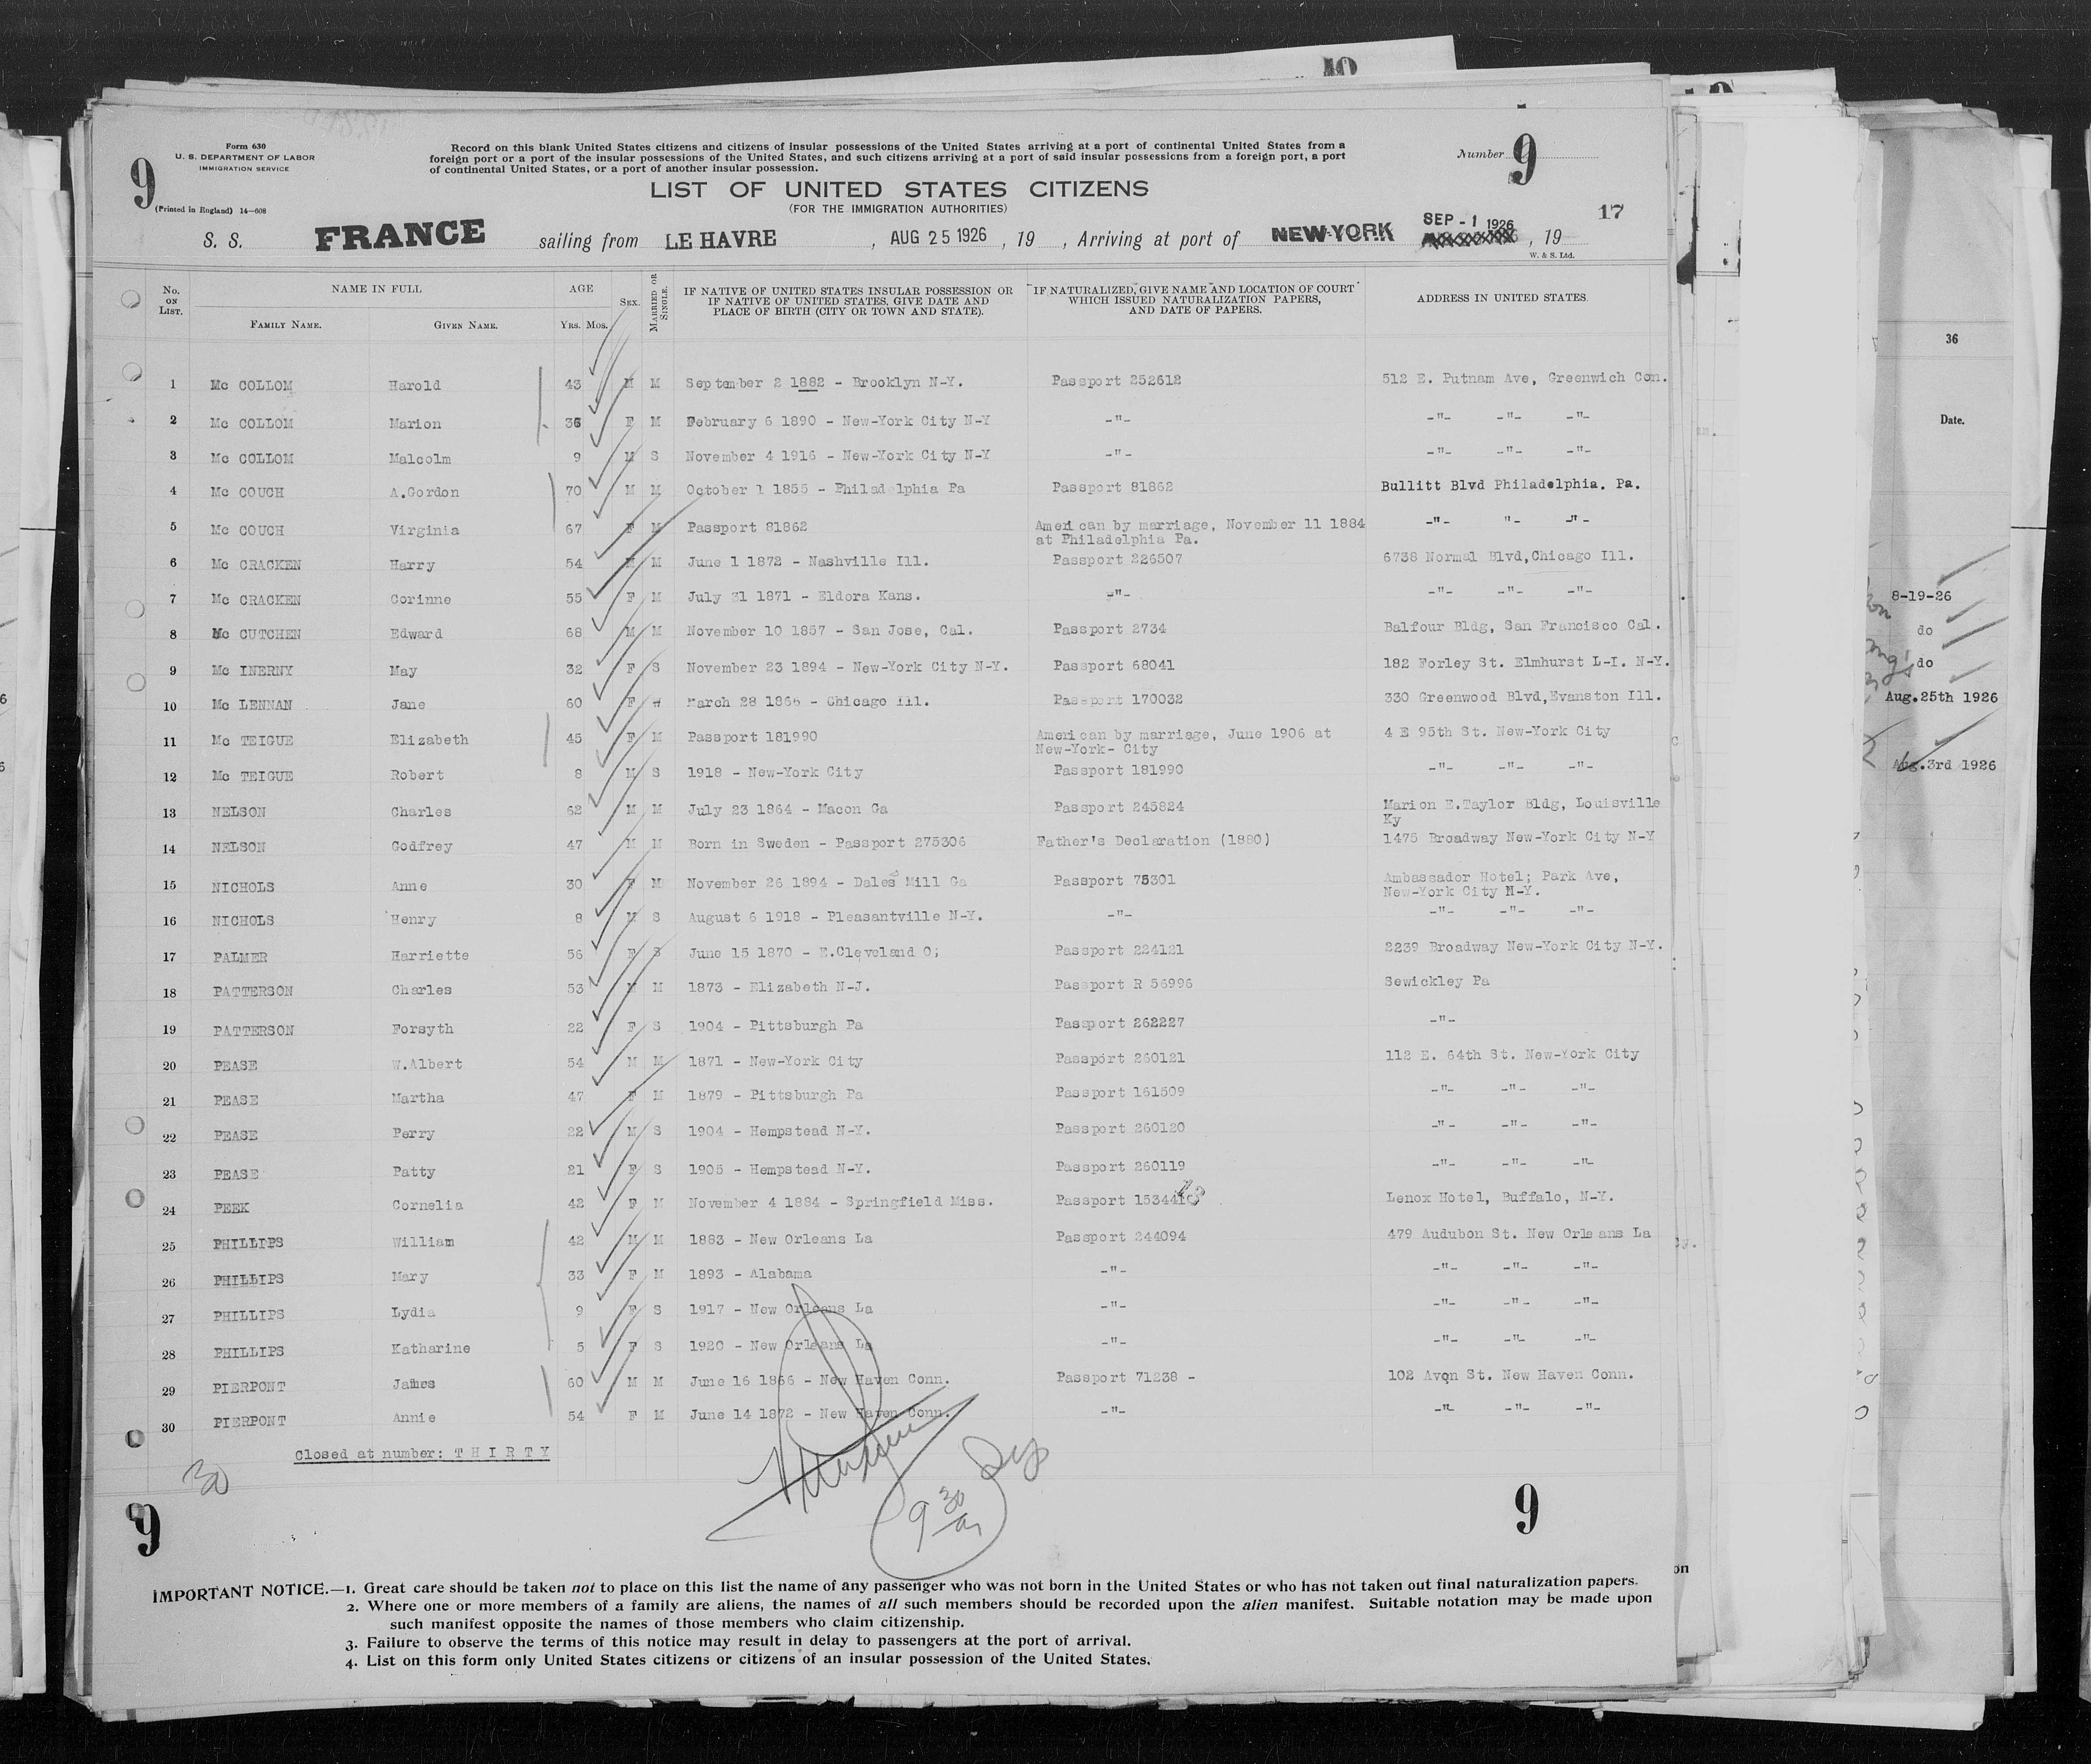 10
Form 630
U. S. DEPARTMENT OF LABOR
IMMIGRATION SERVICE
9
(Printed in England) 14—608
Record on this blank United States citizens and citizens of insular possessions of the United States arriving at a port of continental United States from a
foreign port or a port of the insular possessions of the United States, and such citizens arriving at a port of said insular possessions from a foreign port, a port
of continental United States, or a port of another insular possession.
Number 9
LIST OF UNITED STATES CITIZENS
(FOR THE IMMIGRATION AUTHORITIES)
17
S. S. FRANCE sailing from LE HAVRE, AUG 25 1926, 19 , Arriving at port of NEW-YORK SEP - 1 1926, 19
W. & S. Ltd.
No. ON LIST. NAME IN FULL AGE SEX. MARRIED OR SINGLE. IF NATIVE OF UNITED STATES INSULAR POSSESSION OR IF NATIVE OF UNITED STATES, GIVE DATE AND PLACE OF BIRTH (CITY OR TOWN AND STATE). IF NATURALIZED, GIVE NAME AND LOCATION OF COURT WHICH ISSUED NATURALIZATION PAPERS, AND DATE OF PAPERS. ADDRESS IN UNITED STATES.
FAMILY NAME. GIVEN NAME. YRS. MOS.
1 Mc COLLOM Harold 43 M M September 2 1882 - Brooklyn N-Y. Passport 252612 512 E. Putnam Ave, Greenwich Con.
2 Mc COLLOM Marion 36 F M February 6 1890 - New-York City N-Y -"- -"- -"- -"-
3 Mc COLLOM Malcolm 9 M S November 4 1916 - New-York City N-Y -"- -"- -"- -"-
4 Mc COUCH A.Gordon 70 M M October 1 1855 - Philadelphia Pa Passport 81862 Bullitt Blvd Philadelphia. Pa.
5 Mc COUCH Virginia 67 F M Passport 81862 American by marriage, November 11 1884 -"- "- -"-
at Philadelphia Pa.
6 Mc CRACKEN Harry 54 M M June 1 1872 - Nashville Ill. Passport 226507 6738 Normal Blvd,Chicago Ill.
7 Mc CRACKEN Corinne 55 F M July 31 1871 - Eldora Kans. -"- -"- -"- -"-
8 Mc CUTCHEN Edward 68 M M November 10 1857 - San Jose, Cal. Passport 2734 Balfour Bldg, San Francisco Cal.
9 Mc INERNY May 32 F S November 23 1894 - New-York City N-Y. Passport 68041 182 Forley St. Elmhurst L-I. N-Y.
10 Mc LENNAN Jane 60 F March 28 1866 - Chicago Ill. Passport 170032 330 Greenwood Blvd,Evanston Ill.
11 Mc TEIGUE Elizabeth 45 F M Passport 181990 American by marriage, June 1906 at 4 E 95th St. New-York City
New-York- City
12 Mc TEIGUE Robert 8 M S 1918 - New-York City Passport 181990 -"- -"- -"-
13 NELSON Charles 62 M M July 23 1864 - Macon Ga Passport 245824 Marion E.Taylor Bldg, Louisville
Ky
14 NELSON Godfrey 47 M M Born in Sweden - Passport 275306 Father's Declaration (1880) 1475 Broadway New-York City N-Y
15 NICHOLS Anne 30 F M November 26 1894 - Dales Mill Ga Passport 75301 Ambassador Hotel; Park Ave,
New-York City N-Y.
16 NICHOLS Henry 8 M S August 6 1918 - Pleasantville N-Y. -"- -"- -"- -"-
17 PALMER Harriette 56 F S June 15 1870 - E.Cleveland O; Passport 224121 2239 Broadway New-York City N-Y.
18 PATTERSON Charles 53 M M 1873 - Elizabeth N-J. Passport R 56996 Sewickley Pa
19 PATTERSON Forsyth 22 F S 1904 - Pittsburgh Pa Passport 262227 -"-
20 PEASE W.Albert 54 M M 1871 - New-York City Passport 260121 112 E. 64th St. New-York City
21 PEASE Martha 47 F M 1879 - Pittsburgh Pa Passport 161509 -"- -"- -"-
22 PEASE Perry 22 M S 1904 - Hempstead N-Y. Passport 260120 -"- -"- -"-
23 PEASE Patty 21 F S 1905 - Hempstead N-Y. Passport 260119 -"- -"- -"-
24 PEEK Cornelia 42 F M November 4 1884 - Springfield Miss. Passport Lenox Hotel, Buffalo, N-Y.
25 PHILLIPS William 42 M M 1883 - New Orleans La Passport 244094 479 Audubon St. New Orleans La
26 PHILLIPS Mary 33 F M 1893 - Alabama -"- -"- -"- -"-
27 PHILLIPS Lydia 9 F S 1917 - New Orleans La -"- -"- -"- -"-
28 PHILLIPS Katharine 5 F S 1920 - New Orleans La -"- -"- -"- -"-
29 PIERPONT James 60 M M June 16 1866 - New Haven Conn. Passport 71238 - 102 Avon St. New Haven Conn.
30 PIERPONT Annie 54 F M June 14 1872 - New Haven Conn. -"- -"- -"- -"-
Closed at number: T H I R T Y
30
9 30
9
9
IMPORTANT NOTICE.—1. Great care should be taken not to place on this list the name of any passenger who was not born in the United States or who has not taken out final naturalization papers.
2. Where one or more members of a family are aliens, the names of all such members should be recorded upon the alien manifest. Suitable notation may be made upon
such manifest opposite the names of those members who claim citizenship.
3. Failure to observe the terms of this notice may result in delay to passengers at the port of arrival.
4. List on this form only United States citizens or citizens of an insular possession of the United States.
36
Date.
8-19-26
do
do
Aug.25th 1926
Aug.3rd 1926